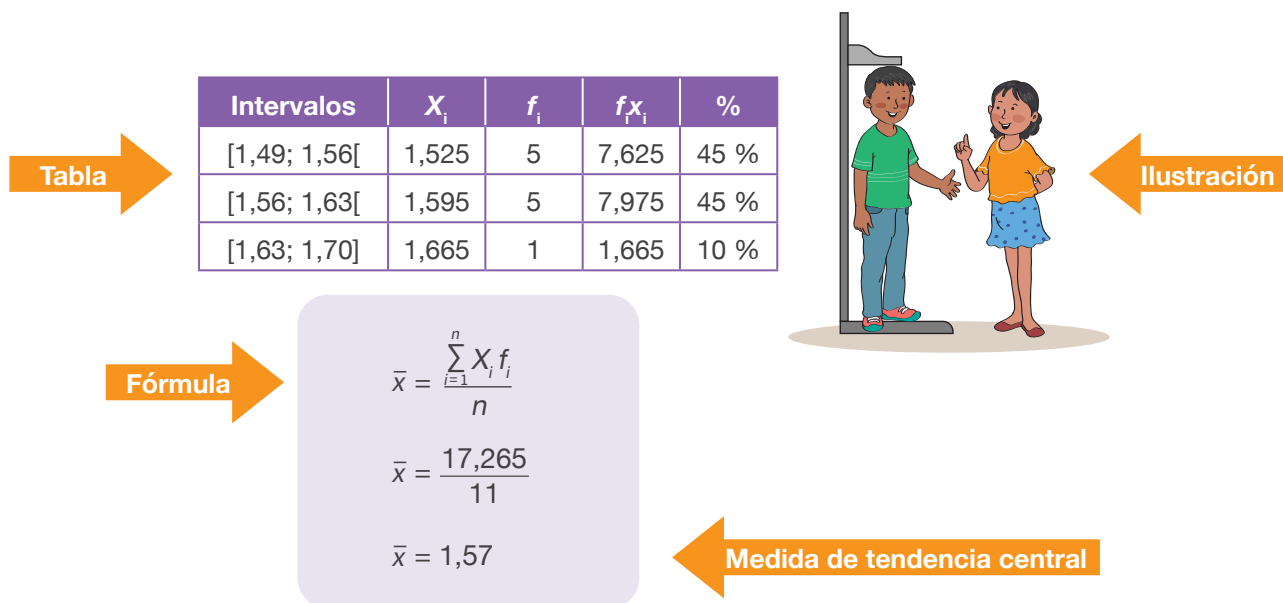 Intervalos Xi fi fixi %
Tabla
[1,49; 1,56[ 1,525 5 7,625 45 %
[1,56; 1,63[ 1,595 5 7,975 45 %
[1,63; 1,70] 1,665 1 1,665 10 %
Ilustración
Fórmula
x̄ = ∑ⁿᵢ₌₁ Xi fi / n
x̄ = 17,265 / 11
x̄ = 1,57
Medida de tendencia central